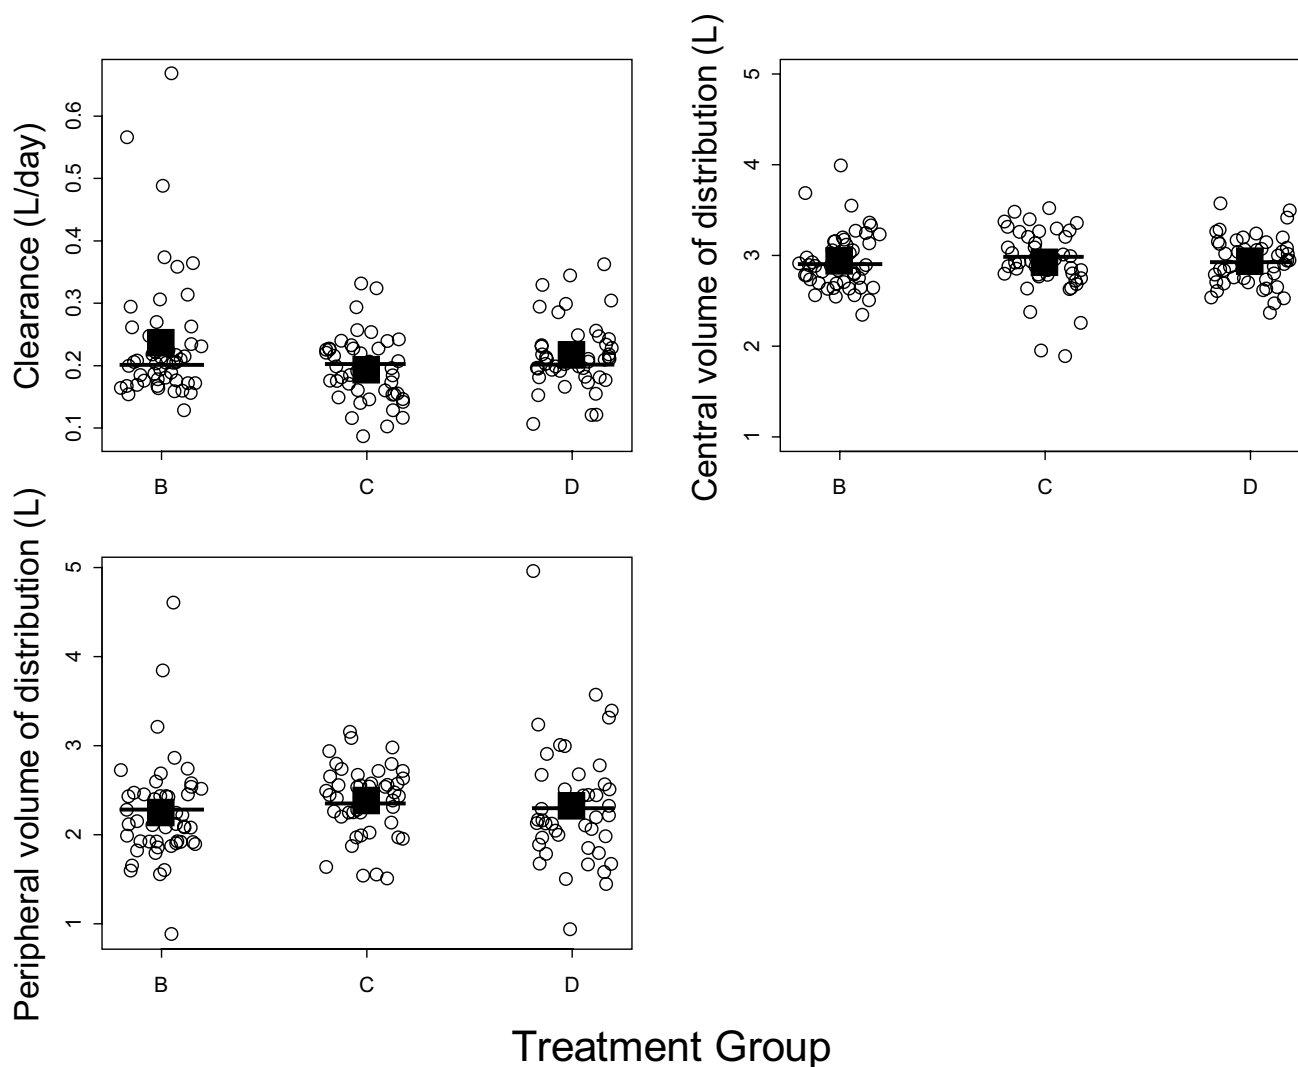 Clearance (L/day)
0.6
0.5
0.4
0.3
0.2
0.1
B C D
Central volume of distribution (L)
5
4
3
2
1
B C D
Peripheral volume of distribution (L)
5
4
3
2
1
B C D
Treatment Group